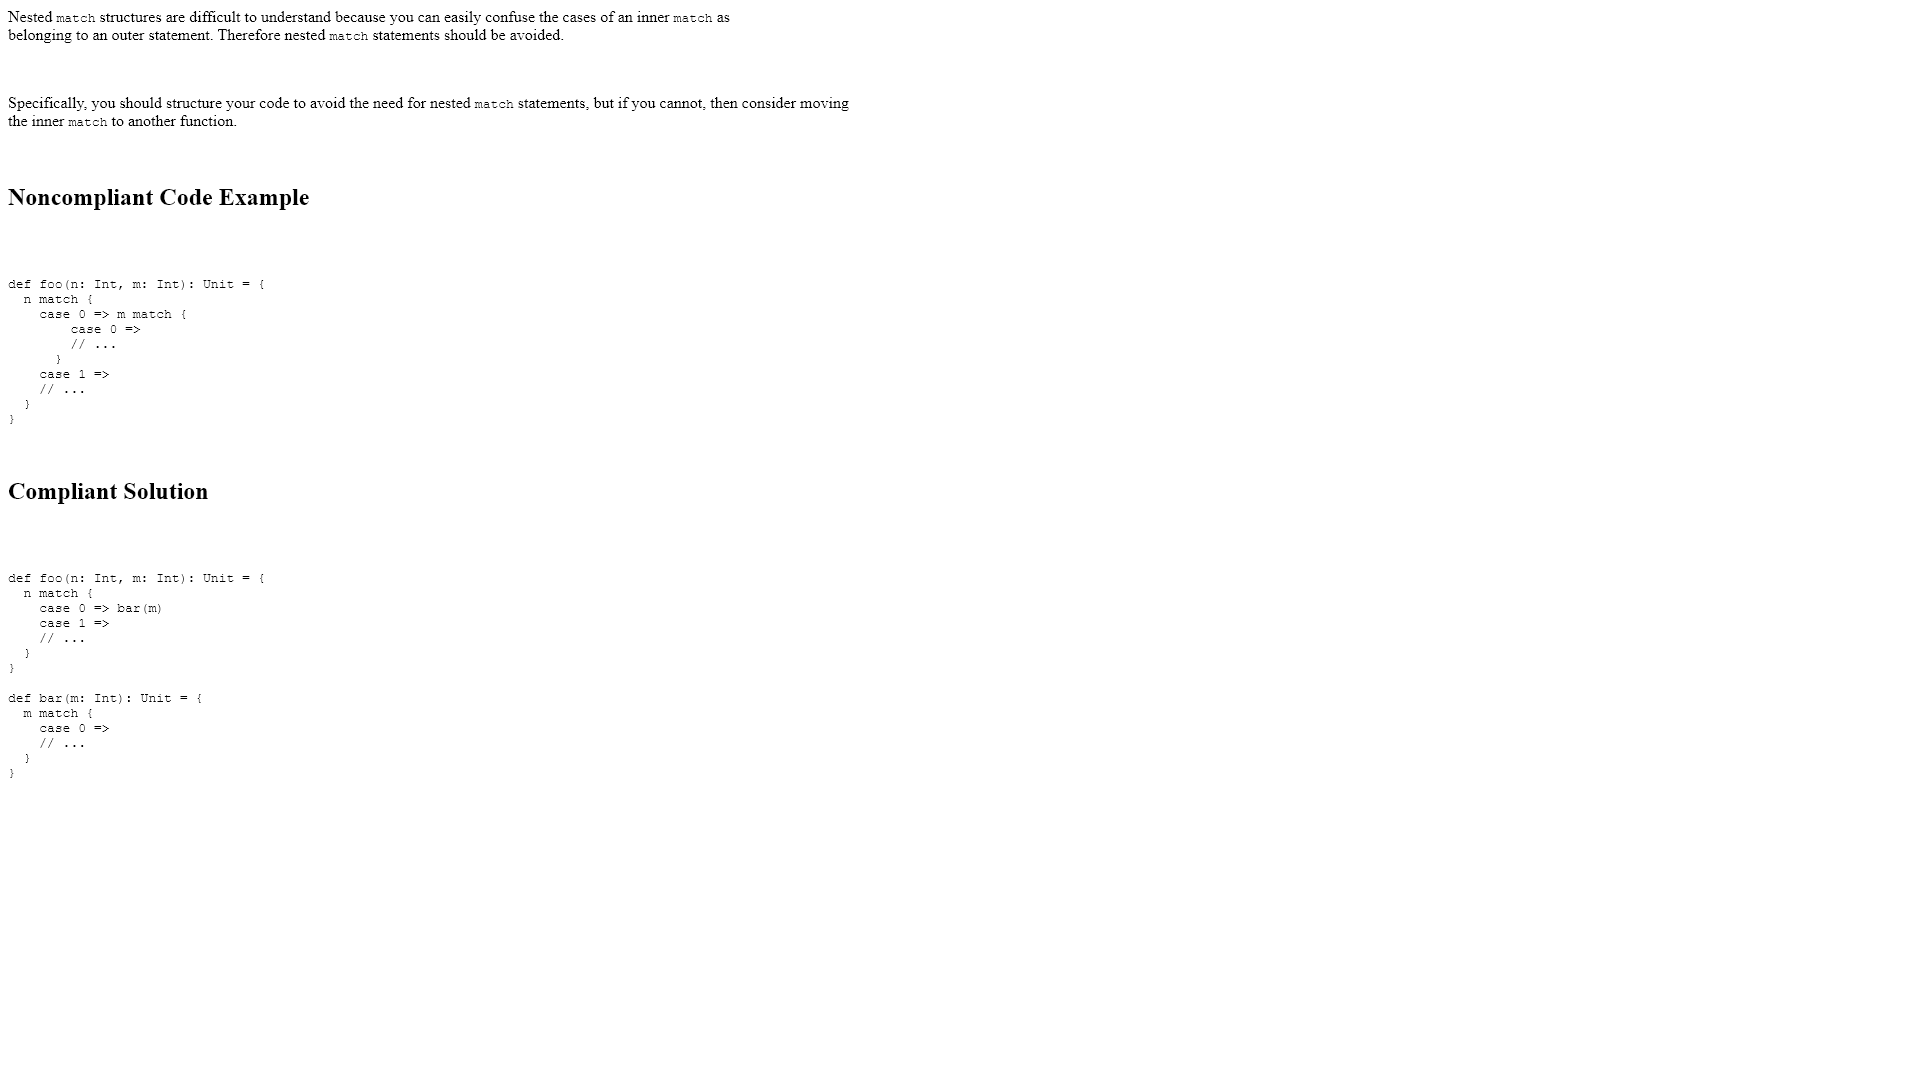 Nested match structures are difficult to understand because you can easily confuse the cases of an inner match as
belonging to an outer statement. Therefore nested match statements should be avoided.
Specifically, you should structure your code to avoid the need for nested match statements, but if you cannot, then consider moving
the inner match to another function.
Noncompliant Code Example
def foo(n: Int, m: Int): Unit = {
  n match {
    case 0 => m match {
        case 0 =>
        // ...
      }
    case 1 =>
    // ...
  }
}
Compliant Solution
def foo(n: Int, m: Int): Unit = {
  n match {
    case 0 => bar(m)
    case 1 =>
    // ...
  }
}
def bar(m: Int): Unit = {
  m match {
    case 0 =>
    // ...
  }
}